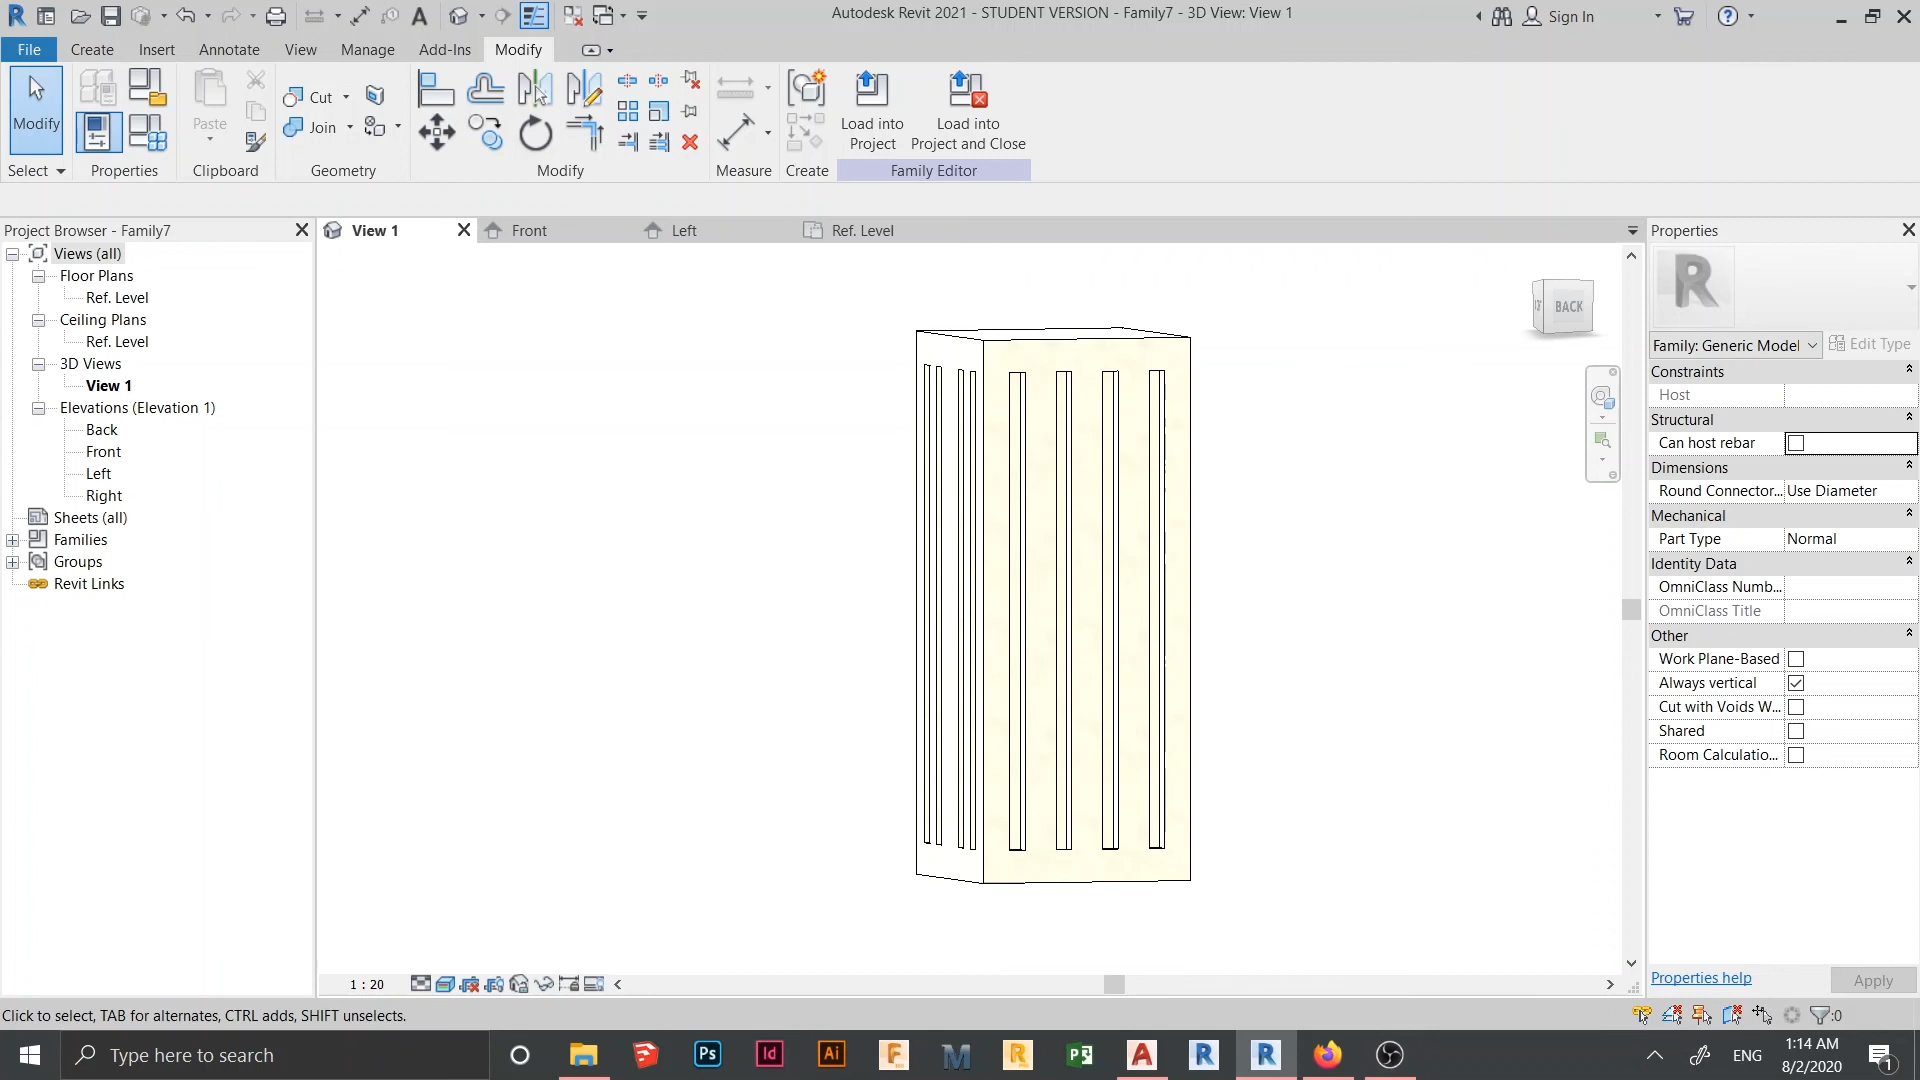 Autodesk Revit 2021 - STUDENT VERSION - Family7 - 3D View: View 1
Sign In
File Create Insert Annotate View Manage Add-Ins Modify
Modify
Paste
Cut
Join
Load into Project
Load into Project and Close
Select Properties Clipboard Geometry Modify Measure Create Family Editor
Project Browser - Family7
View 1 Front Left Ref. Level
Properties
Views (all)
Floor Plans
Ref. Level
Ceiling Plans
Ref. Level
3D Views
View 1
Elevations (Elevation 1)
Back
Front
Left
Right
Sheets (all)
Families
Groups
Revit Links
BACK
Family: Generic Model Edit Type
Constraints
Host
Structural
Can host rebar
Dimensions
Round Connector... Use Diameter
Mechanical
Part Type Normal
Identity Data
OmniClass Numb...
OmniClass Title
Other
Work Plane-Based
Always vertical
Cut with Voids W...
Shared
Room Calculatio...
Properties help Apply
1 : 20
Click to select, TAB for alternates, CTRL adds, SHIFT unselects.
:0
Type here to search
Ps Id Ai
ENG
1:14 AM
8/2/2020
1